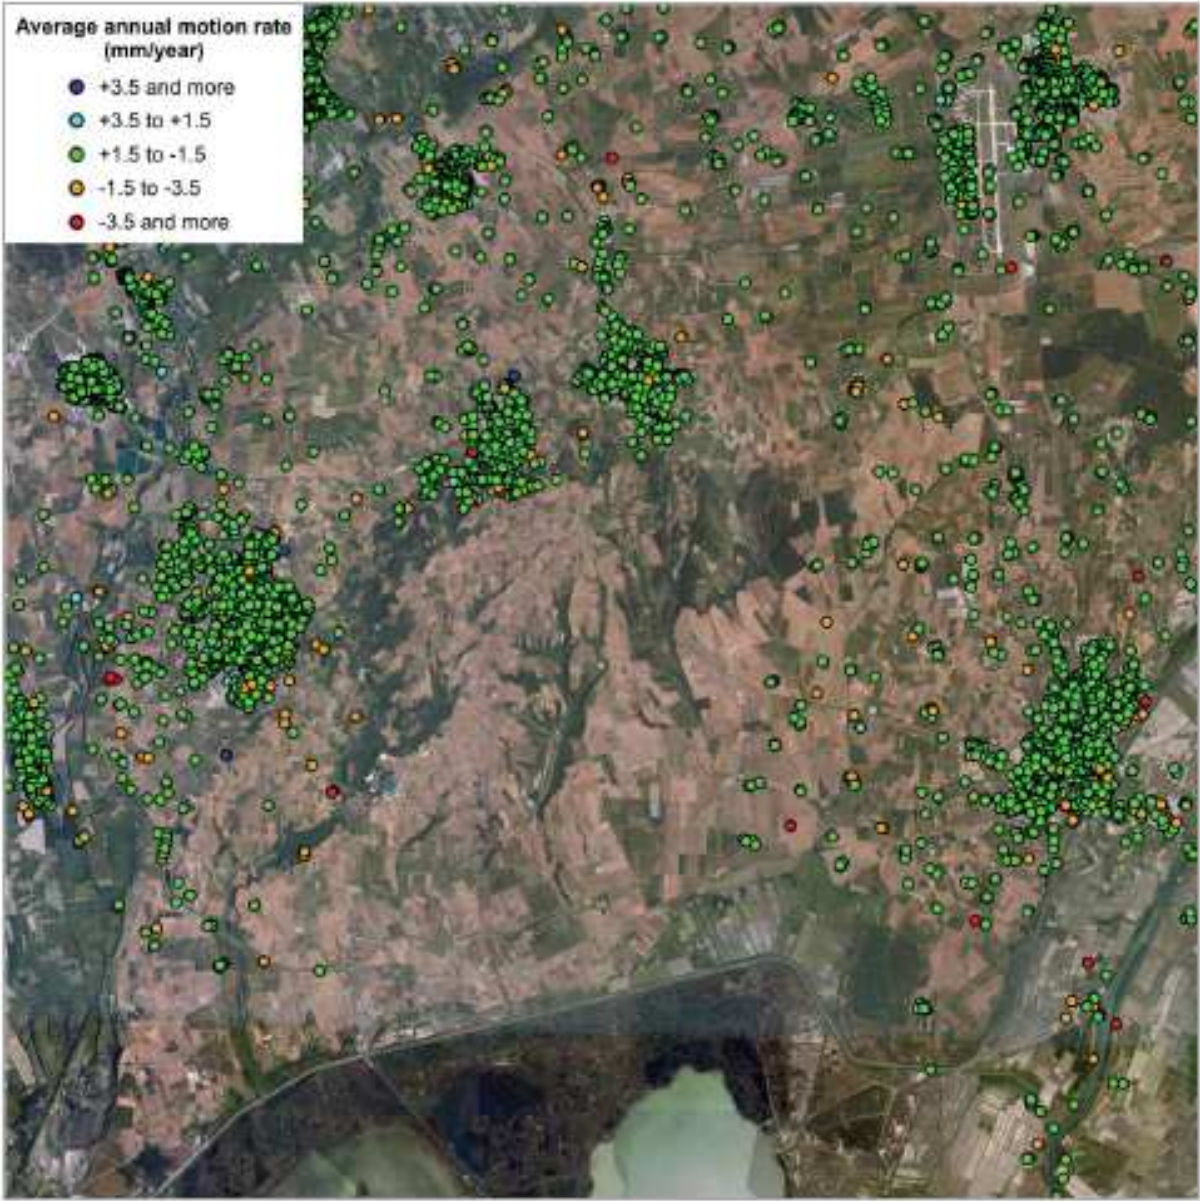 Average annual motion rate
(mm/year)
+3.5 and more
+3.5 to +1.5
+1.5 to -1.5
-1.5 to -3.5
-3.5 and more